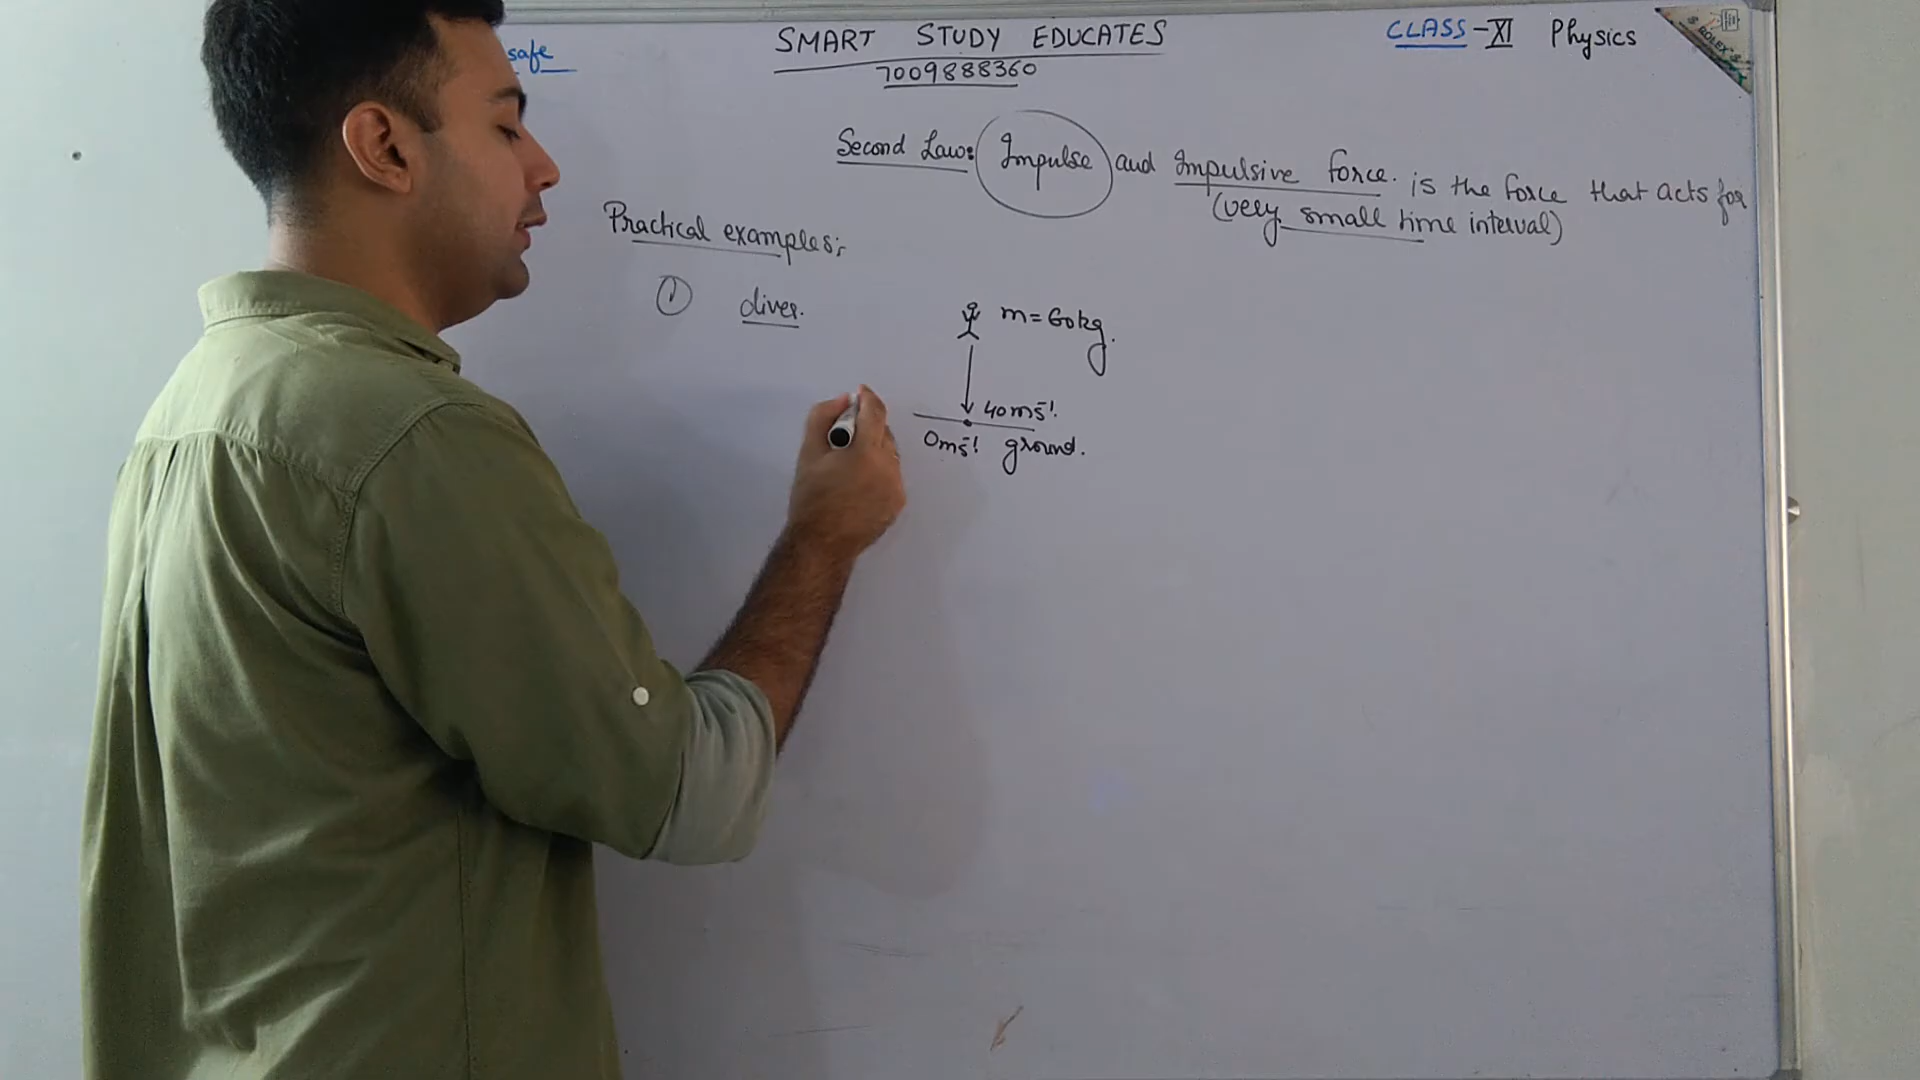 safe
SMART STUDY EDUCATES
7009888360
CLASS-XI Physics
Second Law: Impulse and Impulsive force. is the force that acts for
(very small time interval)
Practical examples;
① diver.
m=60kg.
40ms⁻¹.
0ms⁻¹ ground.
ROLEX